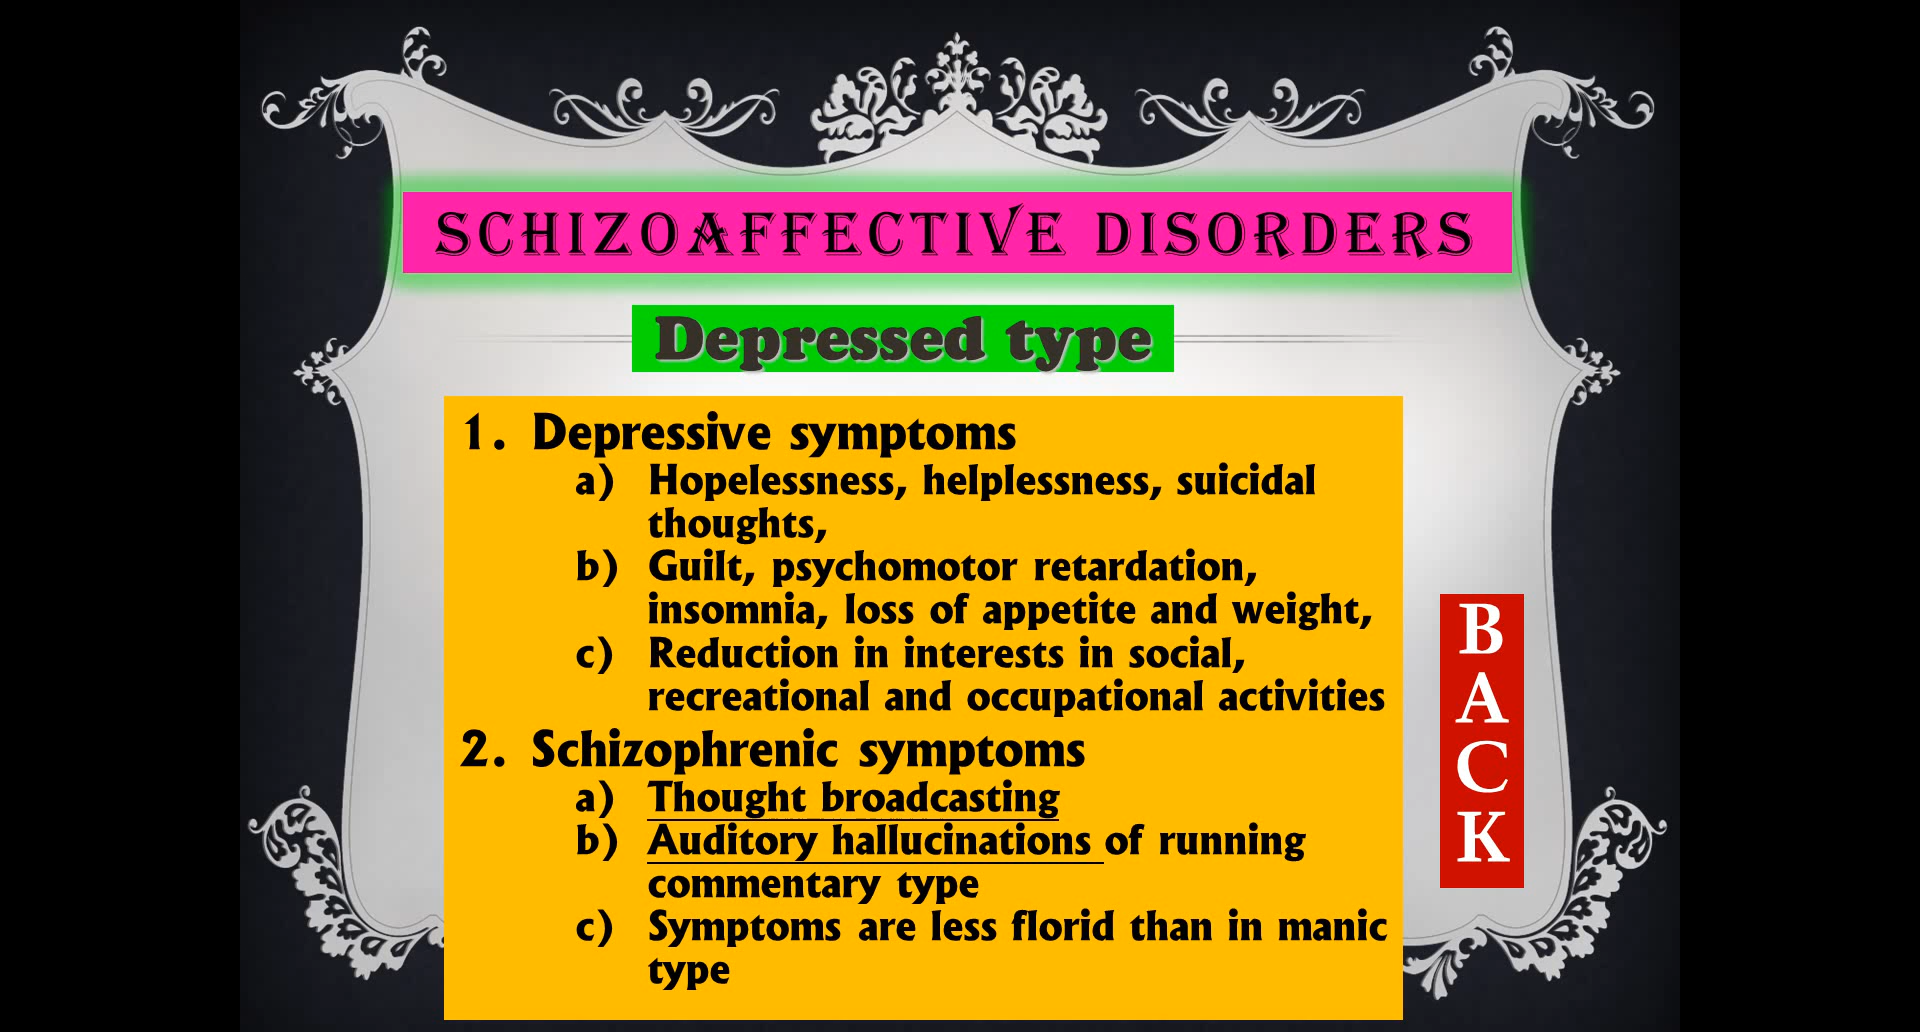 SCHIZOAFFECTIVE DISORDERS
Depressed type
1. Depressive symptoms
a) Hopelessness, helplessness, suicidal
thoughts,
b) Guilt, psychomotor retardation,
insomnia, loss of appetite and weight,
c) Reduction in interests in social,
recreational and occupational activities
2. Schizophrenic symptoms
a) Thought broadcasting
b) Auditory hallucinations of running
commentary type
c) Symptoms are less florid than in manic
type
B
A
C
K